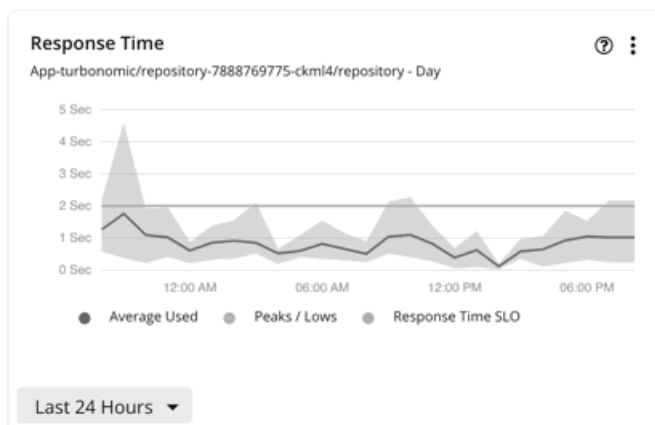 Response Time
App-turbonomic/repository-7888769775-ckml4/repository - Day
5 Sec
4 Sec
3 Sec
2 Sec
1 Sec
0 Sec
12:00 AM 06:00 AM 12:00 PM 06:00 PM
Average Used Peaks / Lows Response Time SLO
Last 24 Hours